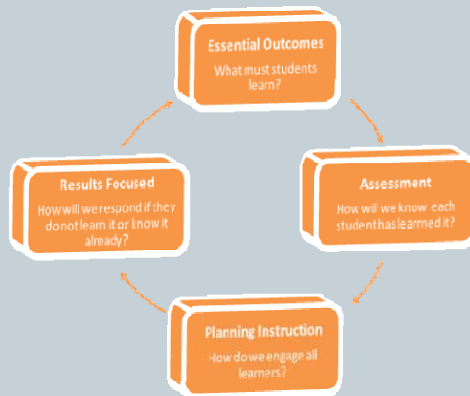 Essential Outcomes
What must students
learn?
Assessment
How will we know each
student has learned it?
Planning Instruction
How do we engage all
learners?
Results Focused
How will we respond if they
do not learn it or know it
already?